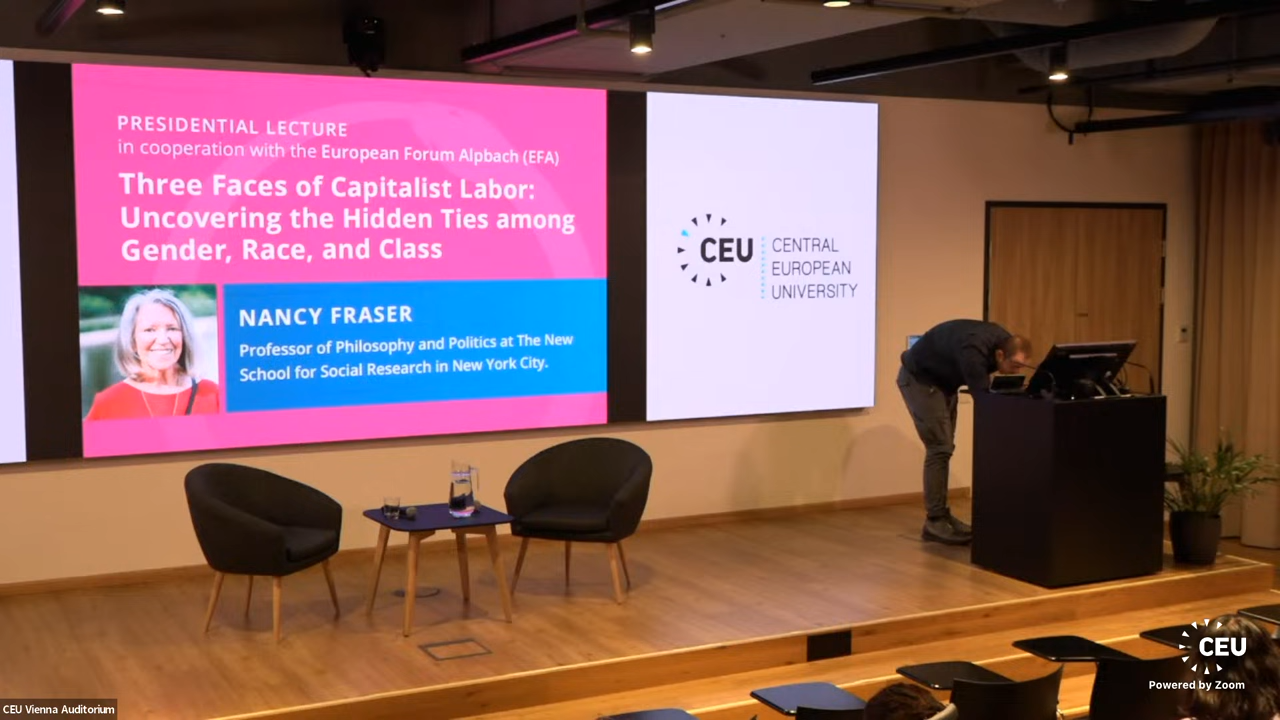 PRESIDENTIAL LECTURE
in cooperation with the European Forum Alpbach (EFA)
Three Faces of Capitalist Labor:
Uncovering the Hidden Ties among
Gender, Race, and Class
NANCY FRASER
Professor of Philosophy and Politics at The New
School for Social Research in New York City.
CEU
CENTRAL
EUROPEAN
UNIVERSITY
CEU
Powered by Zoom
CEU Vienna Auditorium